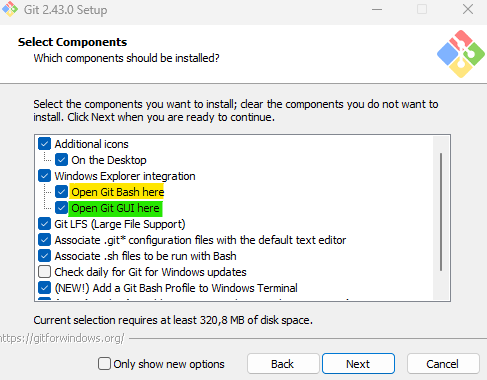 Git 2.43.0 Setup
Select Components
Which components should be installed?
Select the components you want to install; clear the components you do not want to
install. Click Next when you are ready to continue.
Additional icons
On the Desktop
Windows Explorer integration
Open Git Bash here
Open Git GUI here
Git LFS (Large File Support)
Associate .git* configuration files with the default text editor
Associate .sh files to be run with Bash
Check daily for Git for Windows updates
(NEW!) Add a Git Bash Profile to Windows Terminal
Current selection requires at least 320,8 MB of disk space.
https://gitforwindows.org/
Only show new options
Back
Next
Cancel